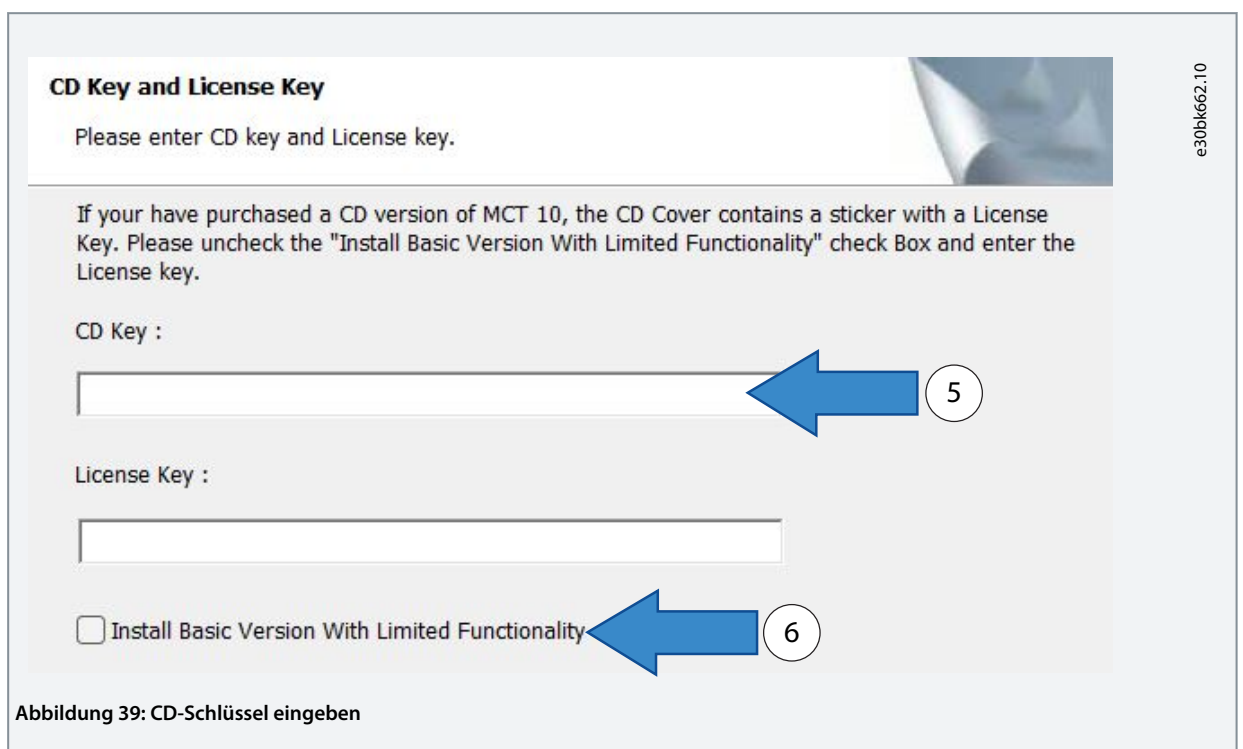 CD Key and License Key
Please enter CD key and License key.
e30bk662.10
If your have purchased a CD version of MCT 10, the CD Cover contains a sticker with a License
Key. Please uncheck the "Install Basic Version With Limited Functionality" check Box and enter the
License key.
CD Key :
5
License Key :
Install Basic Version With Limited Functionality
6
Abbildung 39: CD-Schlüssel eingeben